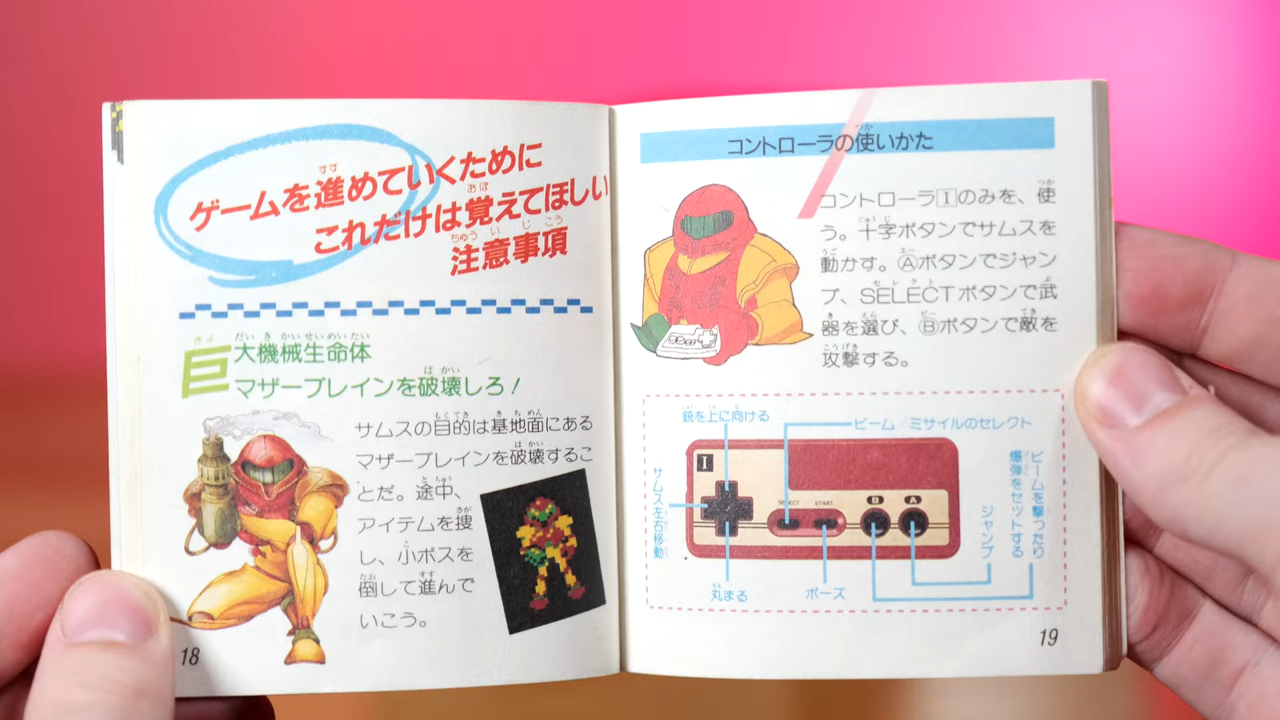 ゲームを進めていくために
これだけは覚えてほしい
注意事項
巨大機械生命体
マザーブレインを破壊しろ！
サムスの目的は基地面にある
マザーブレインを破壊するこ
とだ。途中、
アイテムを捜
し、小ボスを
倒して進んで
いこう。
18
コントローラの使いかた
コントローラIのみを、使
う。十字ボタンでサムスを
動かす。Ⓐボタンでジャン
プ、SELECTボタンで武
器を選び、Ⓑボタンで敵を
攻撃する。
銃を上に向ける
ビーム/ミサイルのセレクト
サムス左右移動
I
SELECT
START
B
A
ビームを撃ったり
爆弾をセットする
ジャンプ
丸まる
ポーズ
19